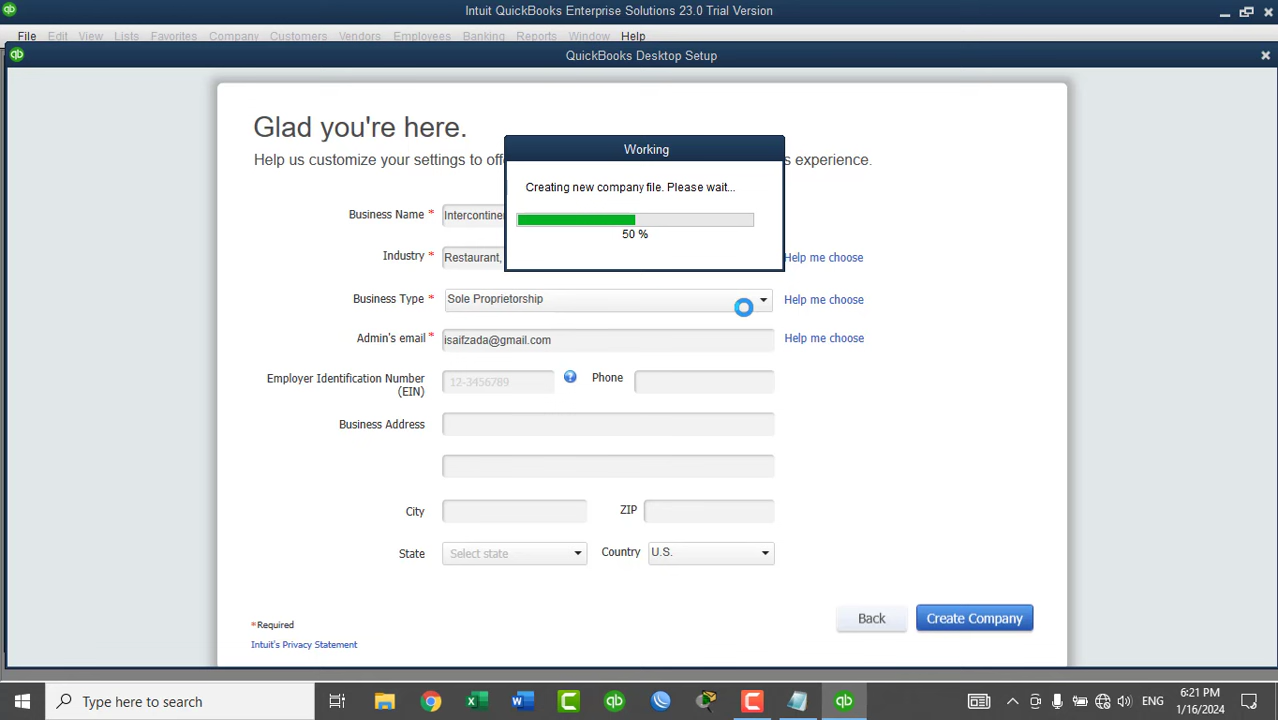 Intuit QuickBooks Enterprise Solutions 23.0 Trial Version
File Edit View Lists Favorites Company Customers Vendors Employees Banking Reports Window Help
QuickBooks Desktop Setup
Glad you're here.
Help us customize your settings to of
s experience.
Working
Creating new company file. Please wait...
50 %
Business Name *
Industry * Restaurant, Help me choose
Business Type * Sole Proprietorship Help me choose
Admin's email * isaifzada@gmail.com Help me choose
Employer Identification Number (EIN) 12-3456789 ? Phone
Business Address
City ZIP
State Select state Country U.S.
Back Create Company
*Required
Intuit's Privacy Statement
Type here to search
ENG
6:21 PM
1/16/2024